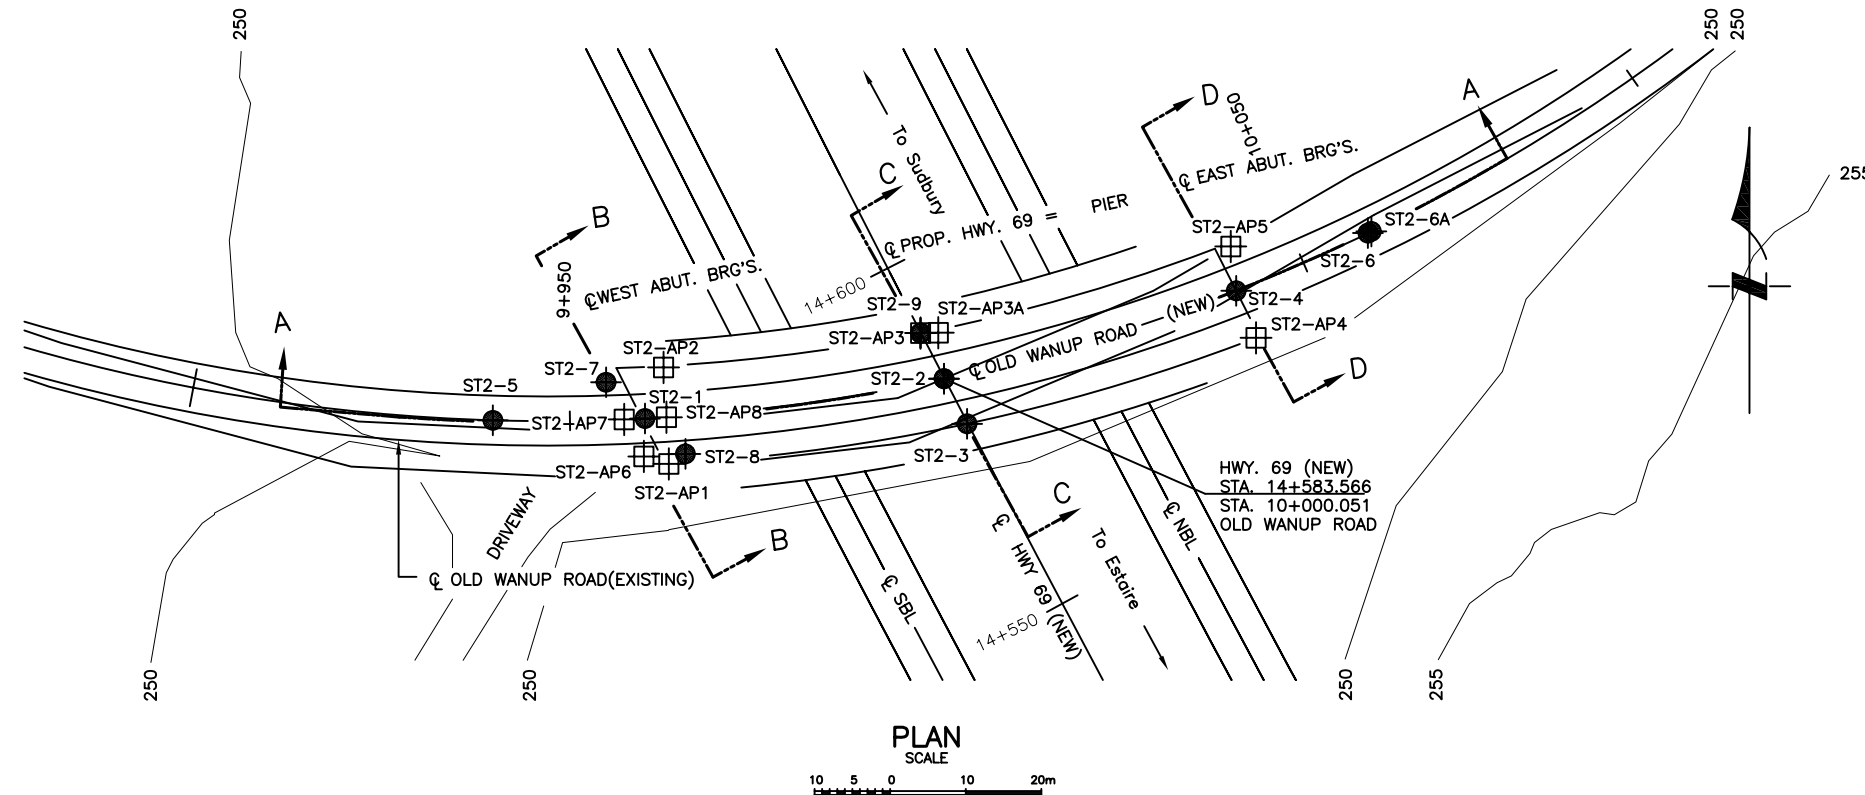 250
250 250
A
D
10+050
To Sudbury
C
℄ EAST ABUT. BRG'S.
255
B
PIER
℄ PROP. HWY. 69 =
ST2-AP5
ST2-6A
ST2-6
9+950
℄ WEST ABUT. BRG'S.
14+600
ST2-9
ST2-AP3A
ST2-4
℄ OLD WANUP ROAD (NEW)
ST2-AP4
A
ST2-AP3
ST2-AP2
ST2-7
ST2-2
D
ST2-5
ST2-1
ST2-AP7
ST2-AP8
ST2-8
ST2-3
ST2-AP6
ST2-AP1
HWY. 69 (NEW)
STA. 14+583.566
STA. 10+000.051
OLD WANUP ROAD
C
B
DRIVEWAY
℄ OLD WANUP ROAD(EXISTING)
℄ SBL
℄ HWY 69 (NEW)
To Estaire
℄ NBL
14+550
250
250
250
255
PLAN
SCALE
10 5 0 10 20m